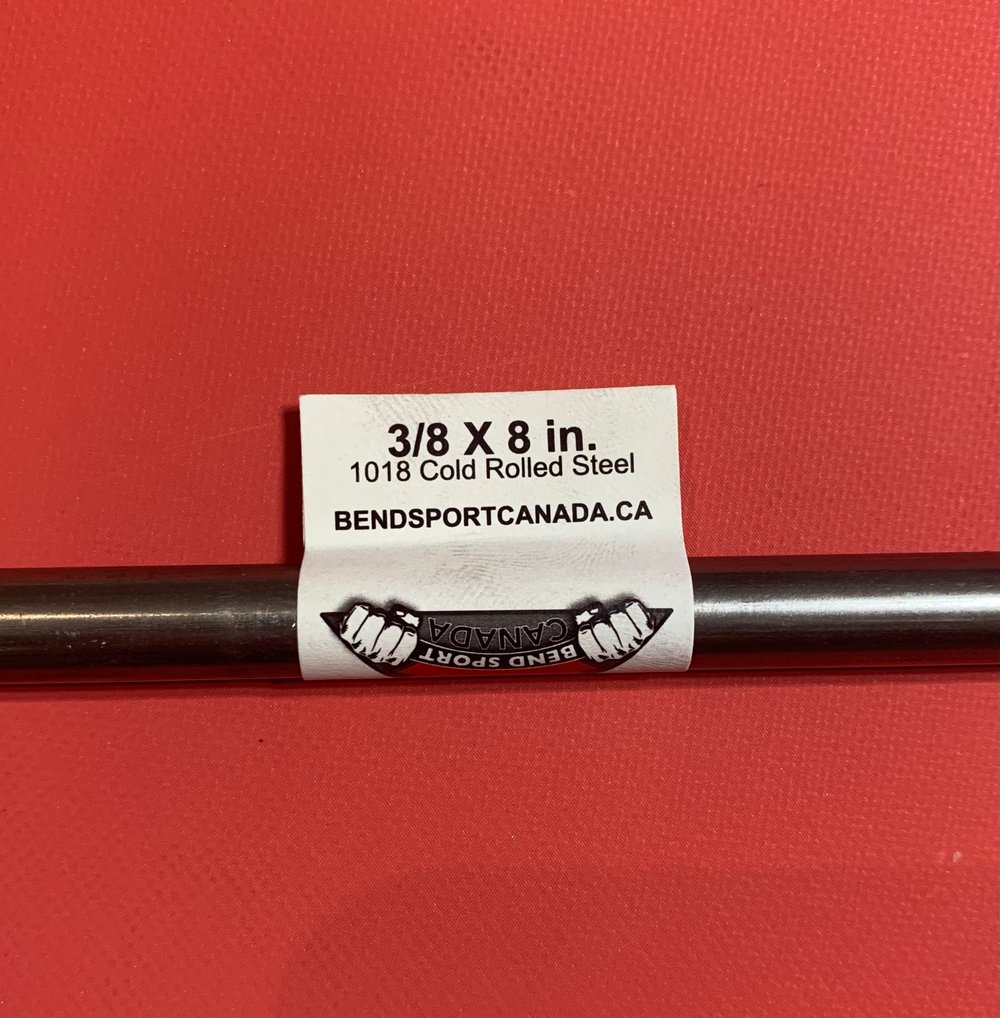 3/8 X 8 in.
1018 Cold Rolled Steel
BENDSPORTCANADA.CA
BEND SPORT
CANADA